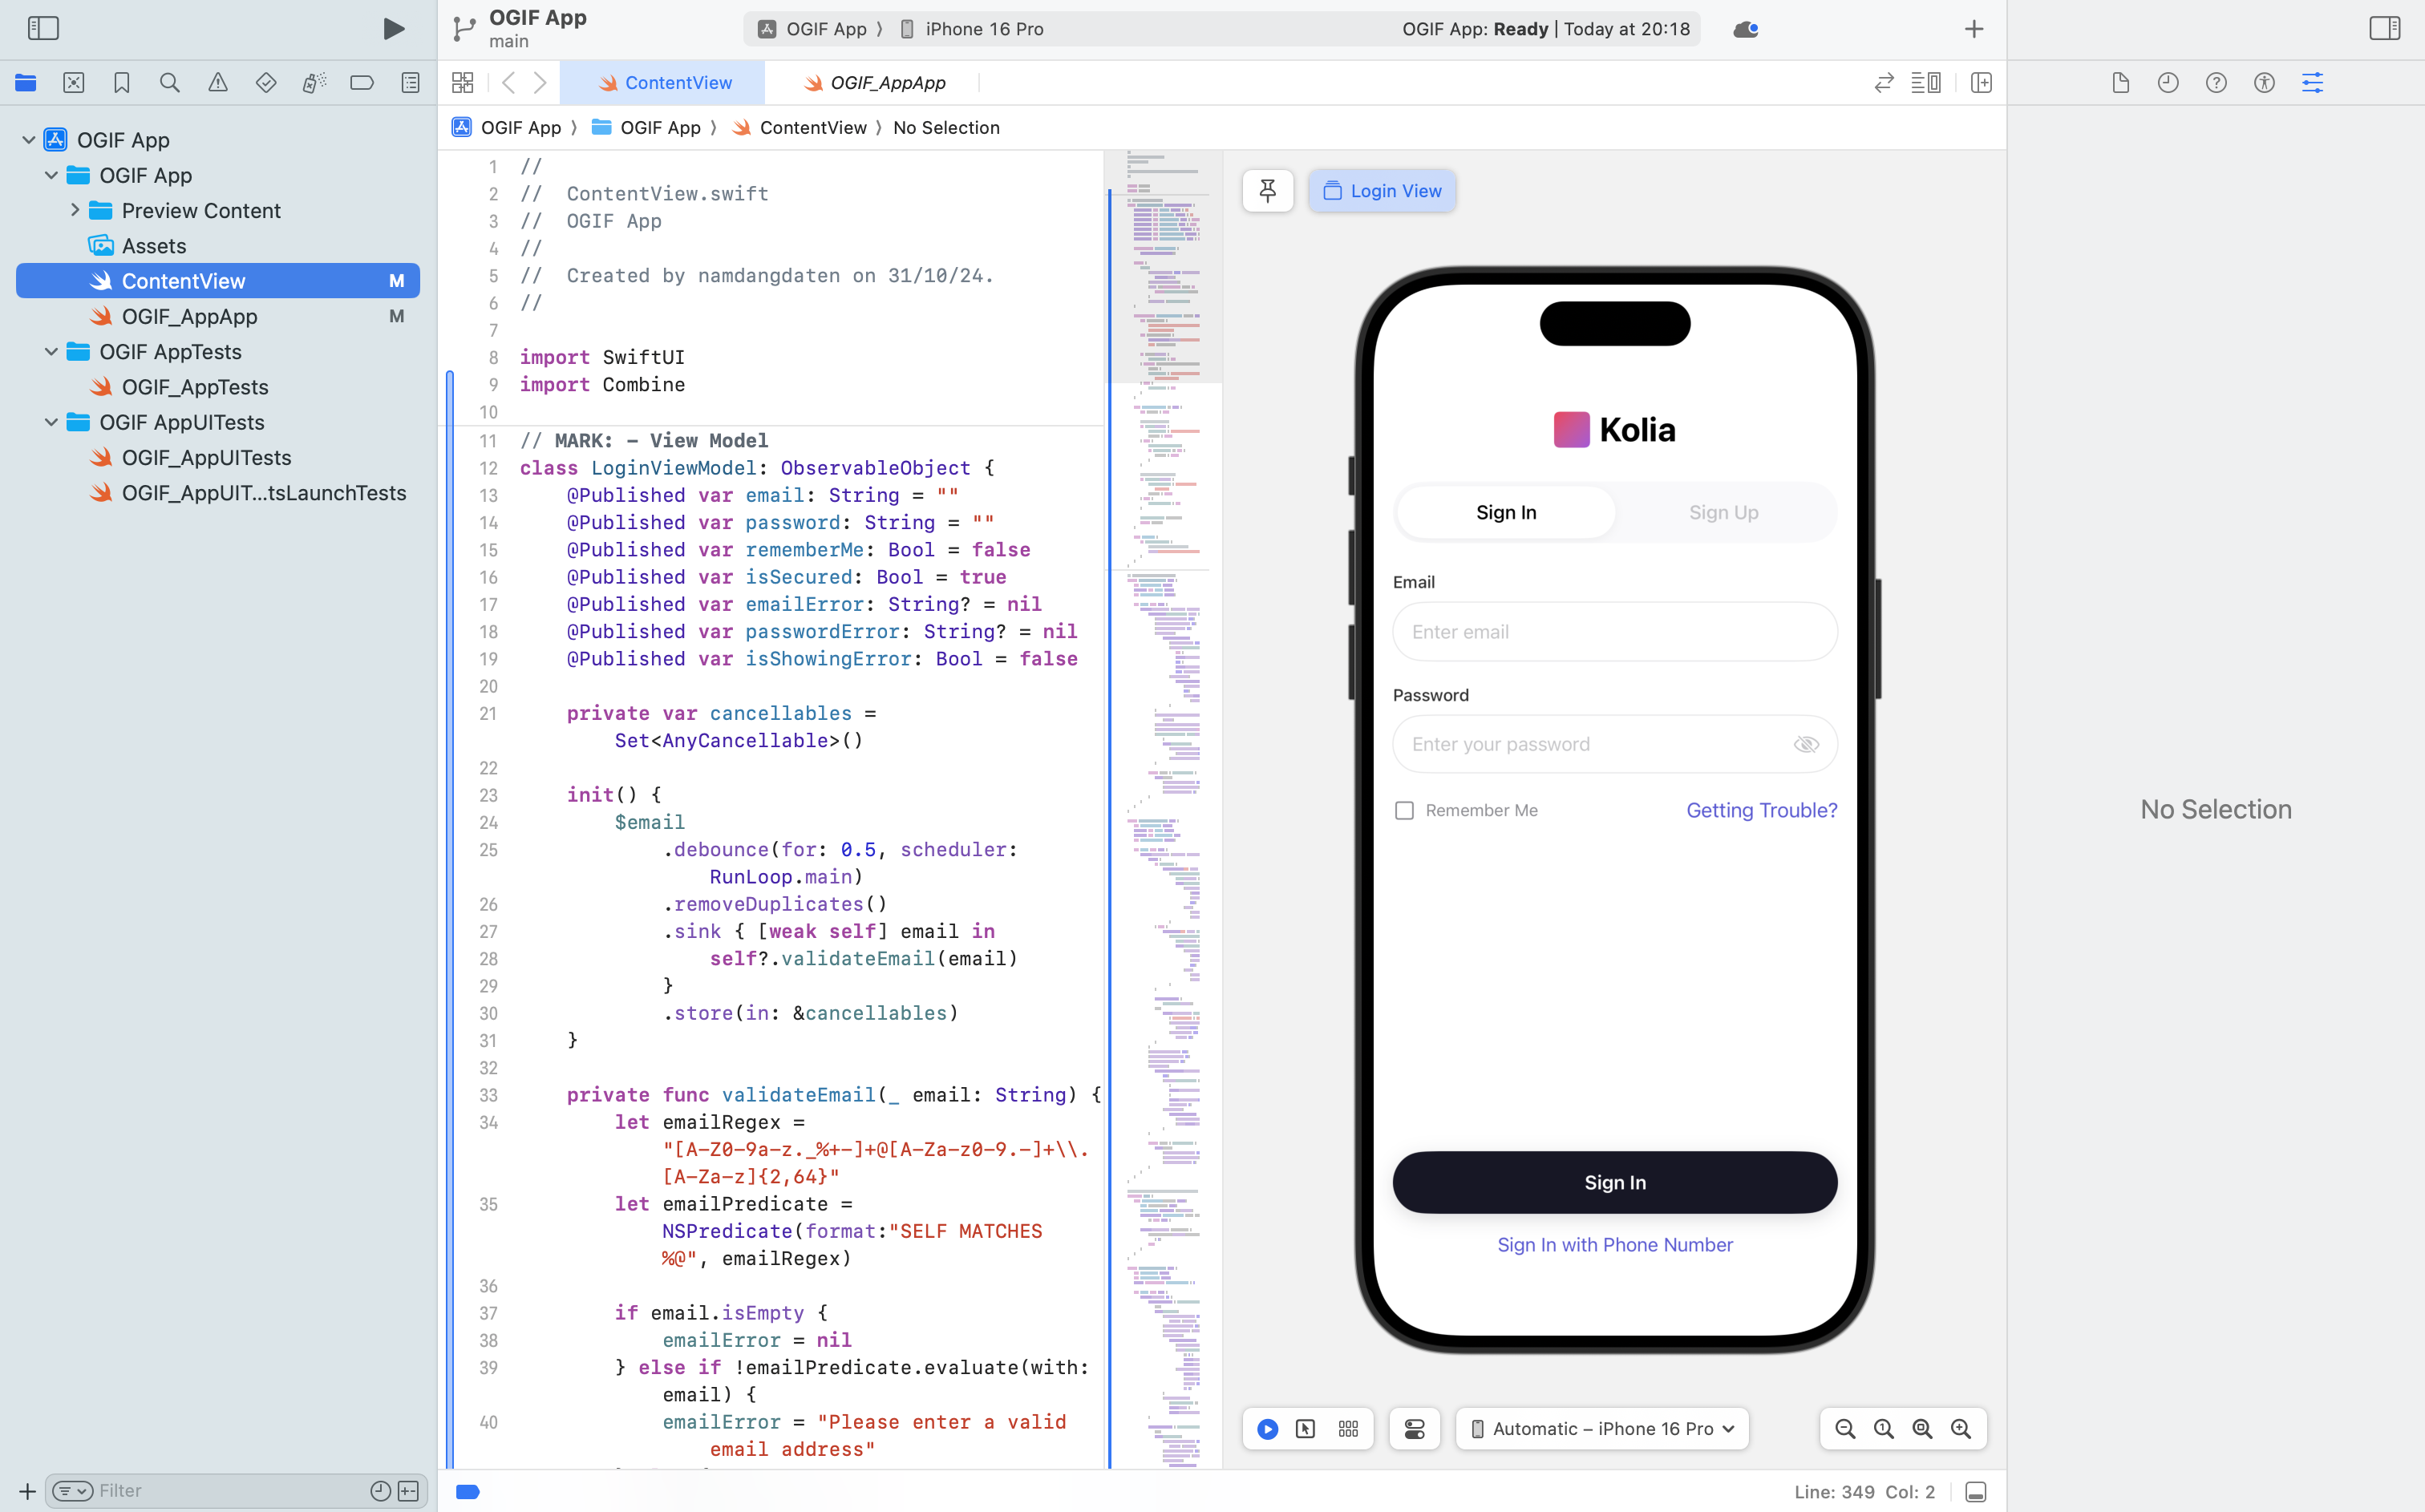 OGIF App
main
OGIF App ⟩ iPhone 16 Pro
OGIF App: Ready | Today at 20:18
ContentView
OGIF_AppApp
OGIF App ⟩ OGIF App ⟩ ContentView ⟩ No Selection
OGIF App
OGIF App
Preview Content
Assets
ContentView M
OGIF_AppApp M
OGIF AppTests
OGIF_AppTests
OGIF AppUITests
OGIF_AppUITests
OGIF_AppUIT...tsLaunchTests
Filter
1 //
2 //  ContentView.swift
3 //  OGIF App
4 //
5 //  Created by namdangdaten on 31/10/24.
6 //
7
8 import SwiftUI
9 import Combine
10
11 // MARK: - View Model
12 class LoginViewModel: ObservableObject {
13     @Published var email: String = ""
14     @Published var password: String = ""
15     @Published var rememberMe: Bool = false
16     @Published var isSecured: Bool = true
17     @Published var emailError: String? = nil
18     @Published var passwordError: String? = nil
19     @Published var isShowingError: Bool = false
20
21     private var cancellables =
Set<AnyCancellable>()
22
23     init() {
24         $email
25             .debounce(for: 0.5, scheduler:
RunLoop.main)
26             .removeDuplicates()
27             .sink { [weak self] email in
28                 self?.validateEmail(email)
29             }
30             .store(in: &cancellables)
31     }
32
33     private func validateEmail(_ email: String) {
34         let emailRegex =
"[A-Z0-9a-z._%+-]+@[A-Za-z0-9.-]+\\.
[A-Za-z]{2,64}"
35         let emailPredicate =
NSPredicate(format:"SELF MATCHES
%@", emailRegex)
36
37         if email.isEmpty {
38             emailError = nil
39         } else if !emailPredicate.evaluate(with:
email) {
40             emailError = "Please enter a valid
email address"
Login View
Kolia
Sign In
Sign Up
Email
Enter email
Password
Enter your password
Remember Me
Getting Trouble?
Sign In
Sign In with Phone Number
Automatic – iPhone 16 Pro
Line: 349 Col: 2
No Selection